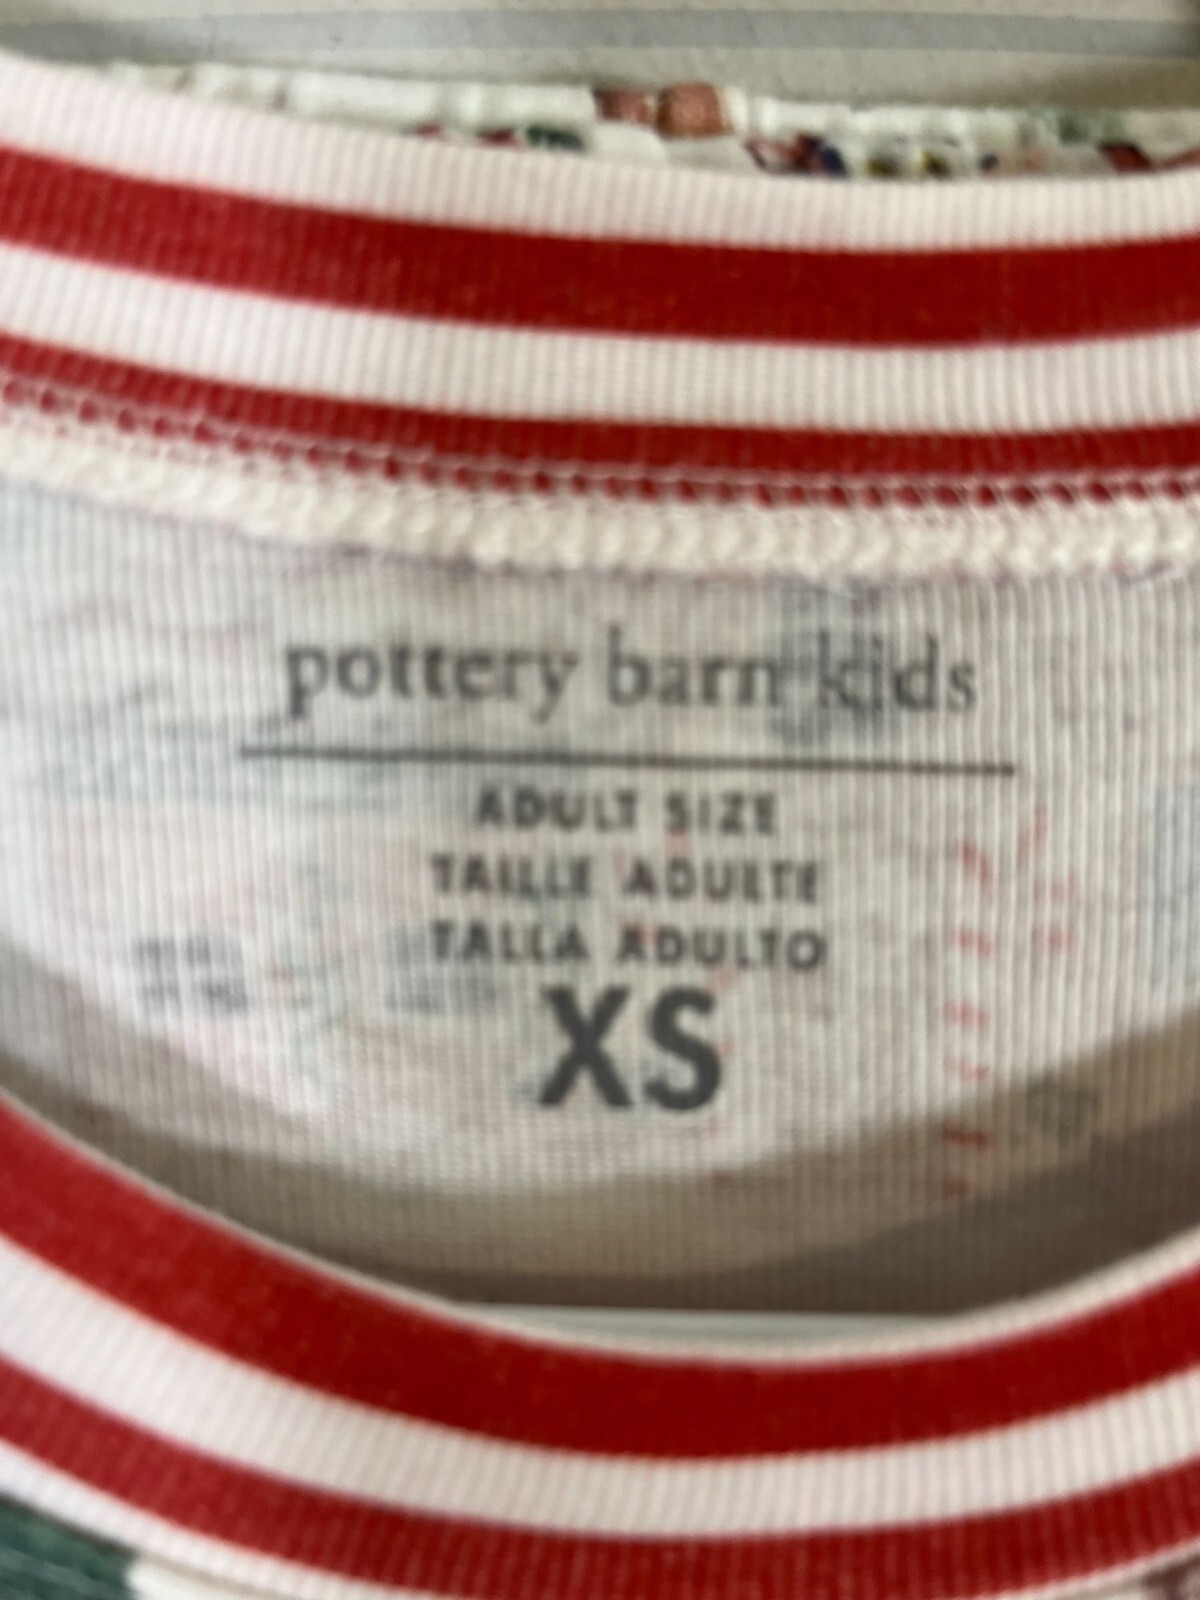 pottery barn kids
ADULT SIZE
TAILLE ADULTE
TALLA ADULTO
XS